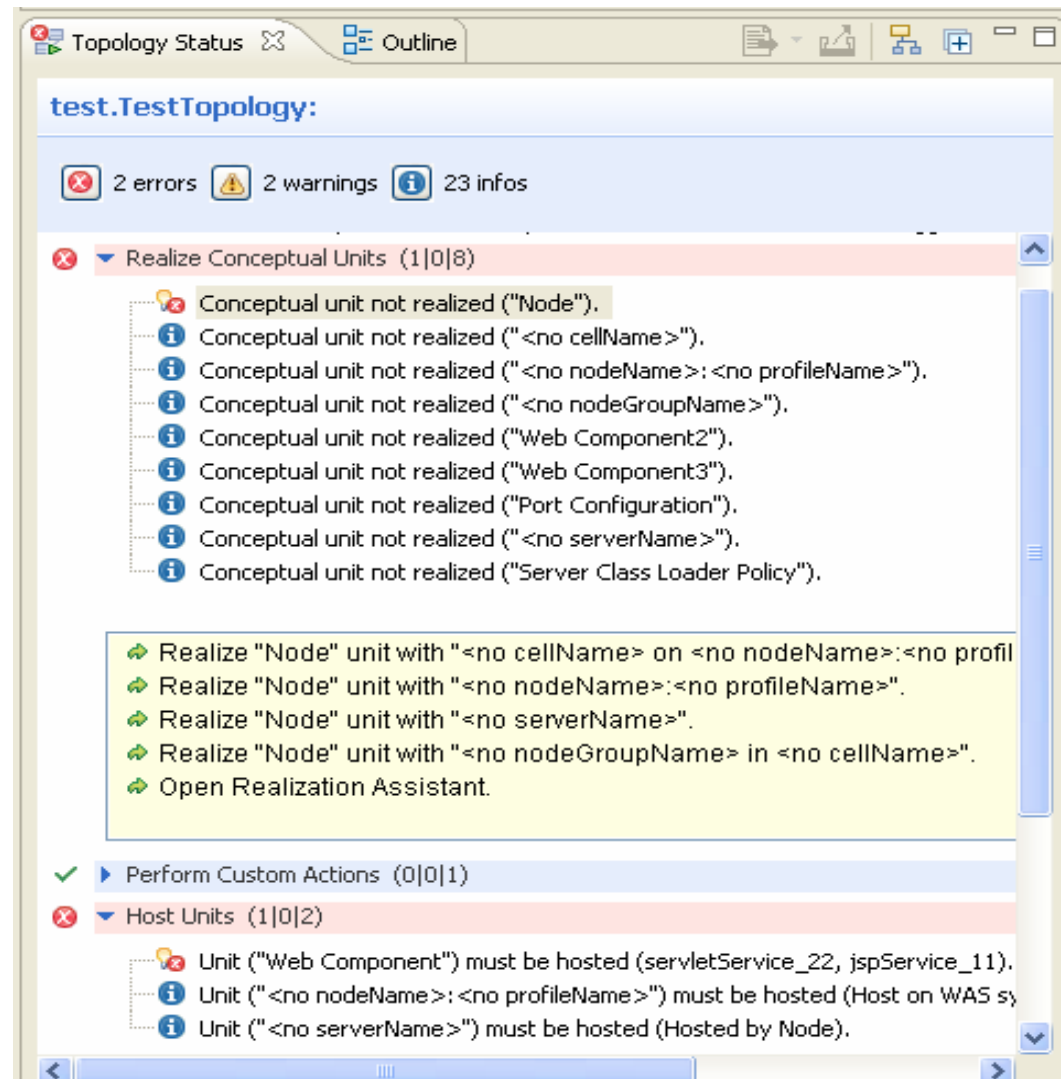 Topology Status Outline
test.TestTopology:
2 errors 2 warnings 23 infos
Realize Conceptual Units (1|0|8)
Conceptual unit not realized ("Node").
Conceptual unit not realized ("<no cellName>").
Conceptual unit not realized ("<no nodeName>:<no profileName>").
Conceptual unit not realized ("<no nodeGroupName>").
Conceptual unit not realized ("Web Component2").
Conceptual unit not realized ("Web Component3").
Conceptual unit not realized ("Port Configuration").
Conceptual unit not realized ("<no serverName>").
Conceptual unit not realized ("Server Class Loader Policy").
Realize "Node" unit with "<no cellName> on <no nodeName>:<no profil
Realize "Node" unit with "<no nodeName>:<no profileName>".
Realize "Node" unit with "<no serverName>".
Realize "Node" unit with "<no nodeGroupName> in <no cellName>".
Open Realization Assistant.
Perform Custom Actions (0|0|1)
Host Units (1|0|2)
Unit ("Web Component") must be hosted (servletService_22, jspService_11).
Unit ("<no nodeName>:<no profileName>") must be hosted (Host on WAS sy
Unit ("<no serverName>") must be hosted (Hosted by Node).